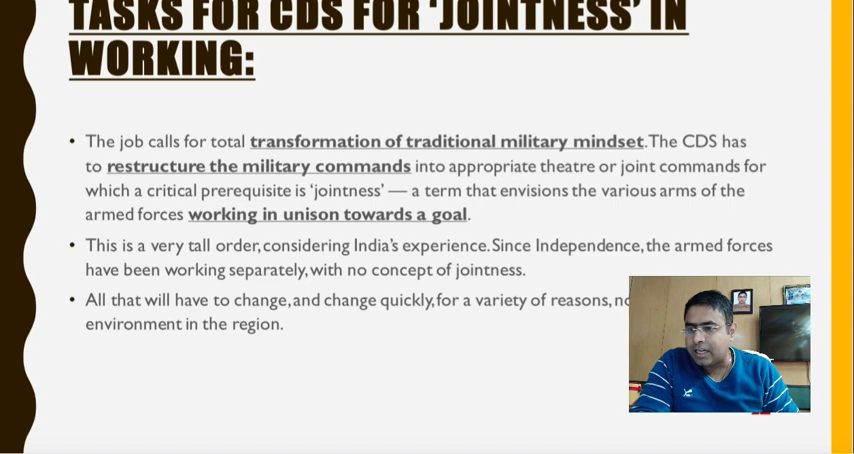 TASKS FOR CDS FOR ‘JOINTNESS’ IN
WORKING:
• The job calls for total transformation of traditional military mindset. The CDS has
to restructure the military commands into appropriate theatre or joint commands for
which a critical prerequisite is ‘jointness’ — a term that envisions the various arms of the
armed forces working in unison towards a goal.
• This is a very tall order, considering India’s experience. Since Independence, the armed forces
have been working separately, with no concept of jointness.
• All that will have to change, and change quickly, for a variety of reasons,
environment in the region.